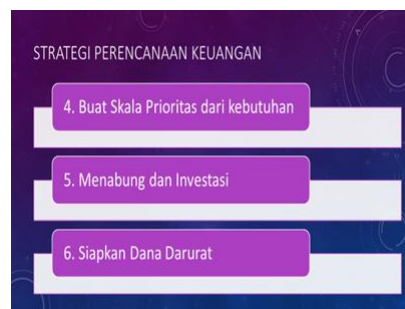 STRATEGI PERENCANAAN KEUANGAN
4. Buat Skala Prioritas dari kebutuhan
5. Menabung dan Investasi
6. Siapkan Dana Darurat